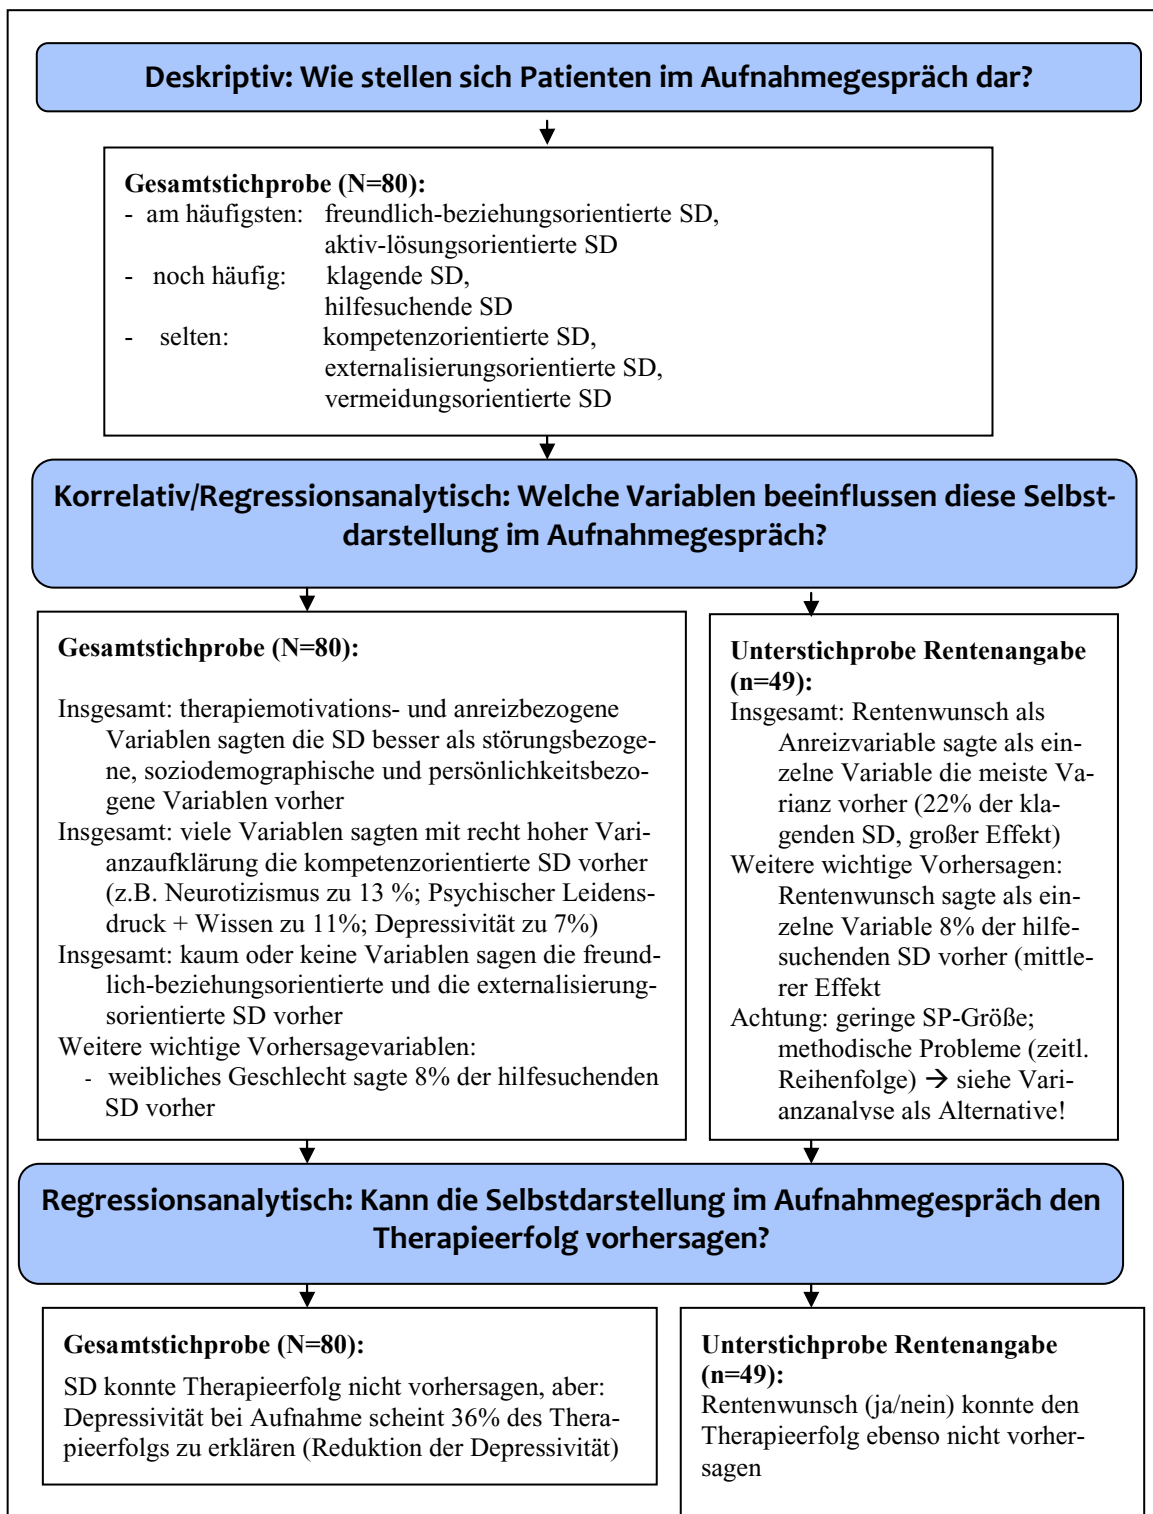 Deskriptiv: Wie stellen sich Patienten im Aufnahmegespräch dar?
Gesamtstichprobe (N=80):
- am häufigsten: freundlich-beziehungsorientierte SD,
aktiv-lösungsorientierte SD
- noch häufig: klagende SD,
hilfesuchende SD
- selten: kompetenzorientierte SD,
externalisierungsorientierte SD,
vermeidungsorientierte SD
Korrelativ/Regressionsanalytisch: Welche Variablen beeinflussen diese Selbst-
darstellung im Aufnahmegespräch?
Gesamtstichprobe (N=80):
Insgesamt: therapiemotivations- und anreizbezogene
Variablen sagten die SD besser als störungsbezoge-
ne, soziodemographische und persönlichkeitsbezo-
gene Variablen vorher
Insgesamt: viele Variablen sagten mit recht hoher Vari-
anzaufklärung die kompetenzorientierte SD vorher
(z.B. Neurotizismus zu 13 %; Psychischer Leidens-
druck + Wissen zu 11%; Depressivität zu 7%)
Insgesamt: kaum oder keine Variablen sagen die freund-
lich-beziehungsorientierte und die externalisierung-
sorientierte SD vorher
Weitere wichtige Vorhersagevariablen:
- weibliches Geschlecht sagte 8% der hilfesuchenden
SD vorher
Unterstichprobe Rentenangabe
(n=49):
Insgesamt: Rentenwunsch als
Anreizvariable sagte als ein-
zelne Variable die meiste Va-
rianz vorher (22% der kla-
genden SD, großer Effekt)
Weitere wichtige Vorhersagen:
Rentenwunsch sagte als ein-
zelne Variable 8% der hilfe-
suchenden SD vorher (mittle-
rer Effekt
Achtung: geringe SP-Größe;
methodische Probleme (zeitl.
Reihenfolge) → siehe Vari-
anzanalyse als Alternative!
Regressionsanalytisch: Kann die Selbstdarstellung im Aufnahmegespräch den
Therapieerfolg vorhersagen?
Gesamtstichprobe (N=80):
SD konnte Therapieerfolg nicht vorhersagen, aber:
Depressivität bei Aufnahme scheint 36% des Thera-
pieerfolgs zu erklären (Reduktion der Depressivität)
Unterstichprobe Rentenangabe
(n=49):
Rentenwunsch (ja/nein) konnte den
Therapieerfolg ebenso nicht vorher-
sagen